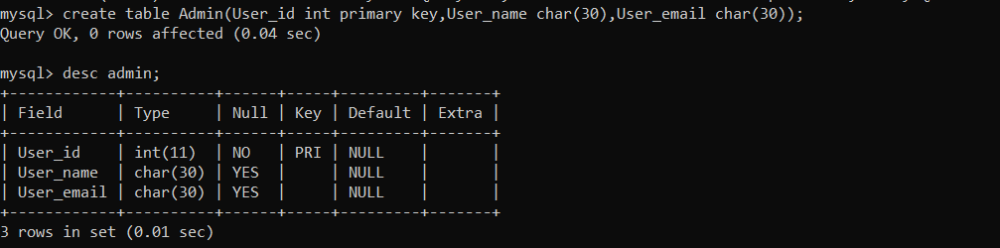 mysql> create table Admin(User_id int primary key,User_name char(30),User_email char(30));
Query OK, 0 rows affected (0.04 sec)
mysql> desc admin;
+------------+----------+------+-----+---------+-------+
| Field      | Type     | Null | Key | Default | Extra |
+------------+----------+------+-----+---------+-------+
| User_id    | int(11)  | NO   | PRI | NULL    |       |
| User_name  | char(30) | YES  |     | NULL    |       |
| User_email | char(30) | YES  |     | NULL    |       |
+------------+----------+------+-----+---------+-------+
3 rows in set (0.01 sec)